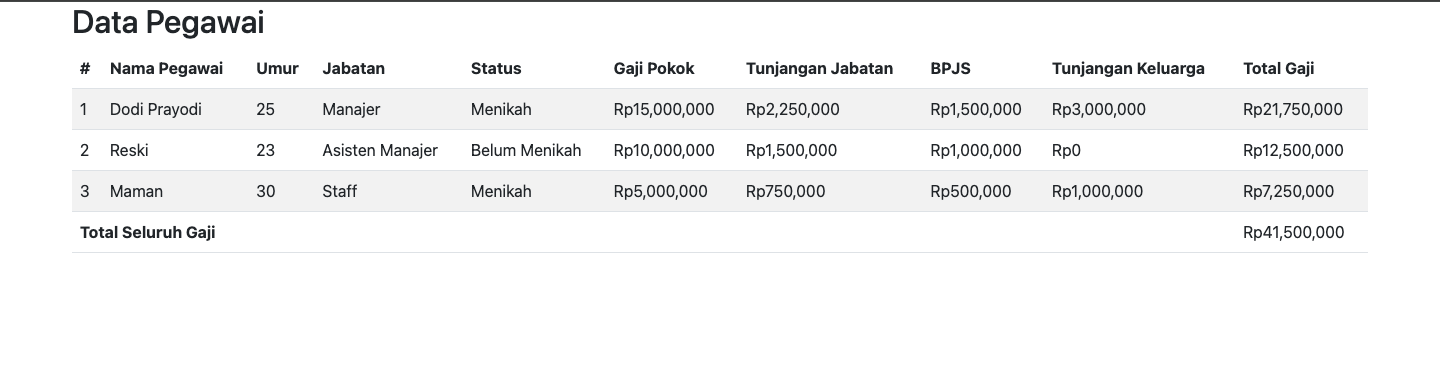 Data Pegawai
# Nama Pegawai Umur Jabatan Status Gaji Pokok Tunjangan Jabatan BPJS Tunjangan Keluarga Total Gaji
1 Dodi Prayodi 25 Manajer Menikah Rp15,000,000 Rp2,250,000 Rp1,500,000 Rp3,000,000 Rp21,750,000
2 Reski 23 Asisten Manajer Belum Menikah Rp10,000,000 Rp1,500,000 Rp1,000,000 Rp0 Rp12,500,000
3 Maman 30 Staff Menikah Rp5,000,000 Rp750,000 Rp500,000 Rp1,000,000 Rp7,250,000
Total Seluruh Gaji Rp41,500,000